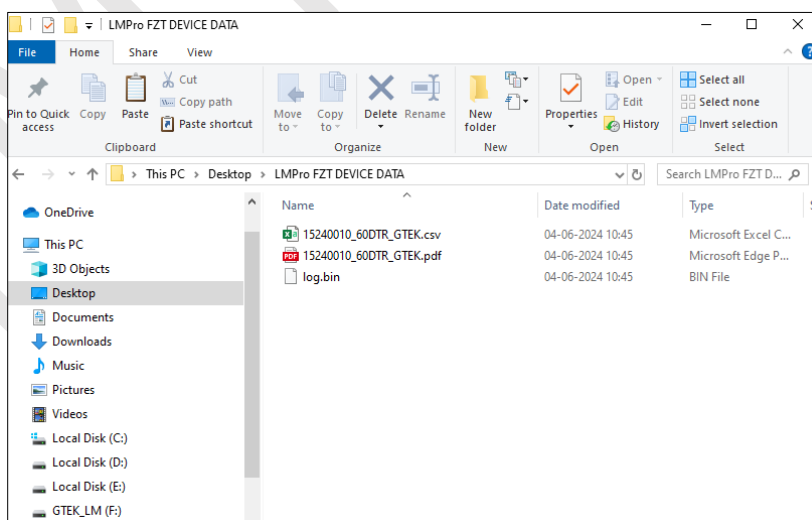 LMPro FZT DEVICE DATA
File Home Share View
Pin to Quick access
Copy
Paste
Cut
Copy path
Paste shortcut
Move to
Copy to
Delete
Rename
New folder
Properties
Open
Edit
History
Select all
Select none
Invert selection
Clipboard Organize New Open Select
This PC > Desktop > LMPro FZT DEVICE DATA
Search LMPro FZT D...
Name Date modified Type
15240010_60DTR_GTEK.csv 04-06-2024 10:45 Microsoft Excel C...
PDF 15240010_60DTR_GTEK.pdf 04-06-2024 10:45 Microsoft Edge P...
log.bin 04-06-2024 10:45 BIN File
OneDrive
This PC
3D Objects
Desktop
Documents
Downloads
Music
Pictures
Videos
Local Disk (C:)
Local Disk (D:)
Local Disk (E:)
GTEK_LM (F:)